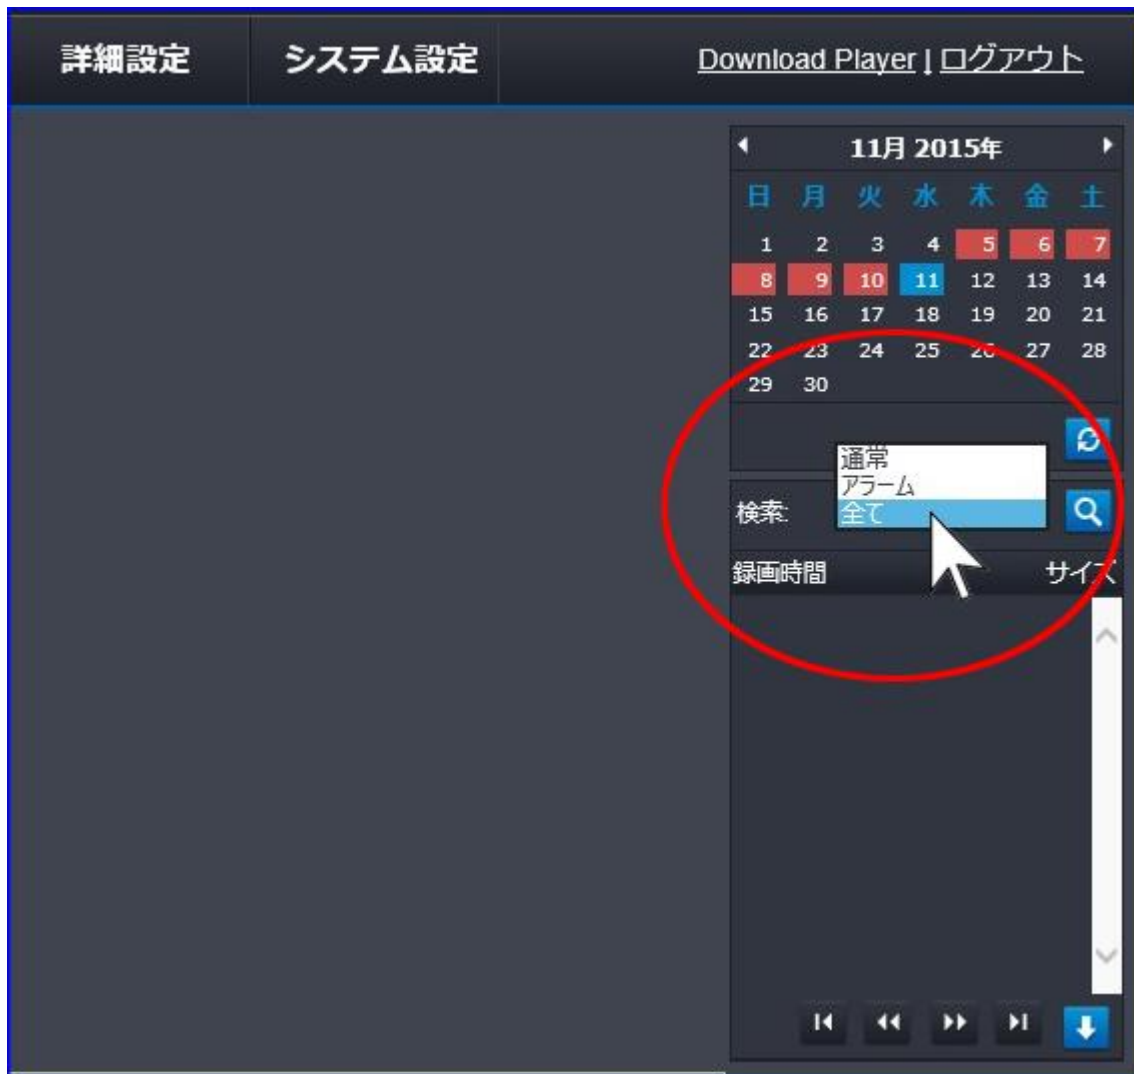 詳細設定 システム設定 Download Player | ログアウト
11月 2015年
日 月 火 水 木 金 土
1 2 3 4 5 6 7
8 9 10 11 12 13 14
15 16 17 18 19 20 21
22 23 24 25 26 27 28
29 30
通常
アラーム
検索: 全て
録画時間 サイズ